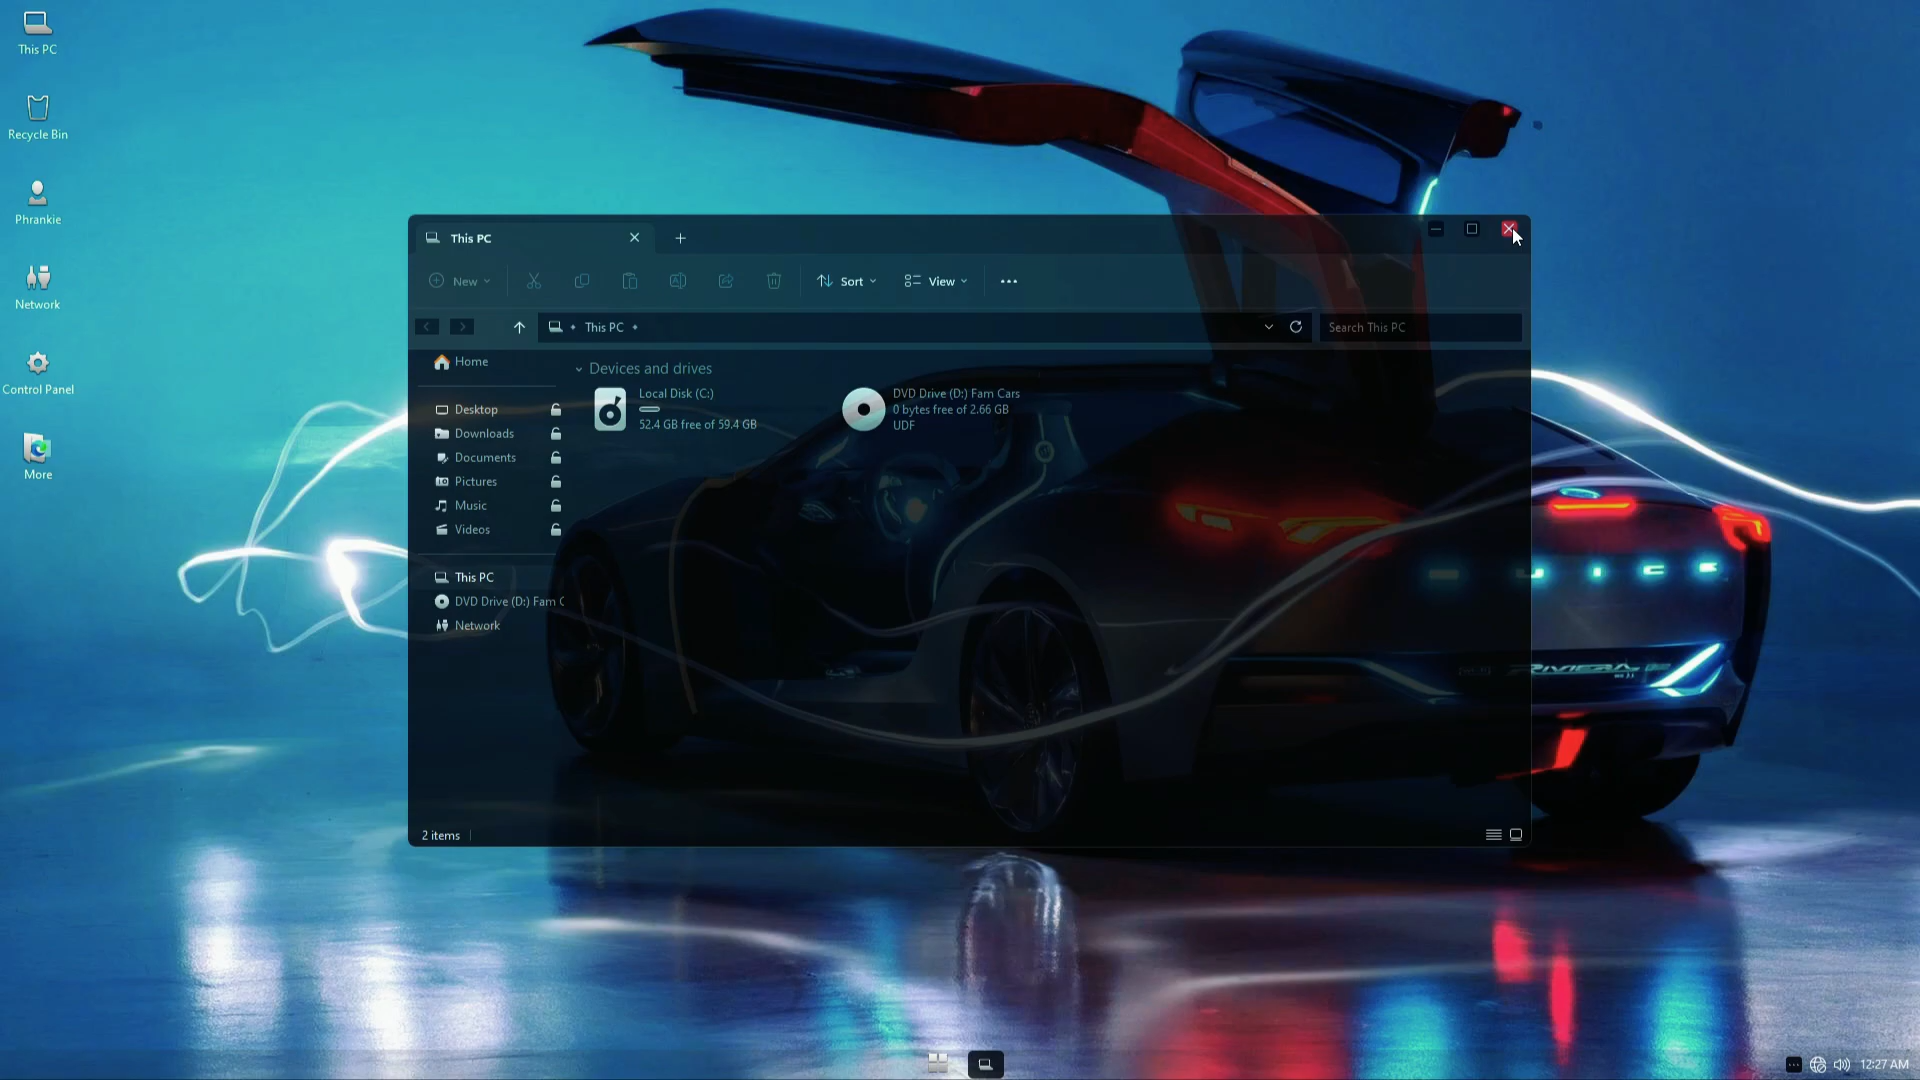 This PC
Recycle Bin
Phrankie
Network
Control Panel
More
This PC
New
Sort
View
This PC
Search This PC
Home
Desktop
Downloads
Documents
Pictures
Music
Videos
This PC
DVD Drive (D:) Fam C
Network
Devices and drives
Local Disk (C:)
52.4 GB free of 59.4 GB
DVD Drive (D:) Fam Cars
0 bytes free of 2.66 GB
UDF
2 items
U I C K
RIVIERA
12:27 AM